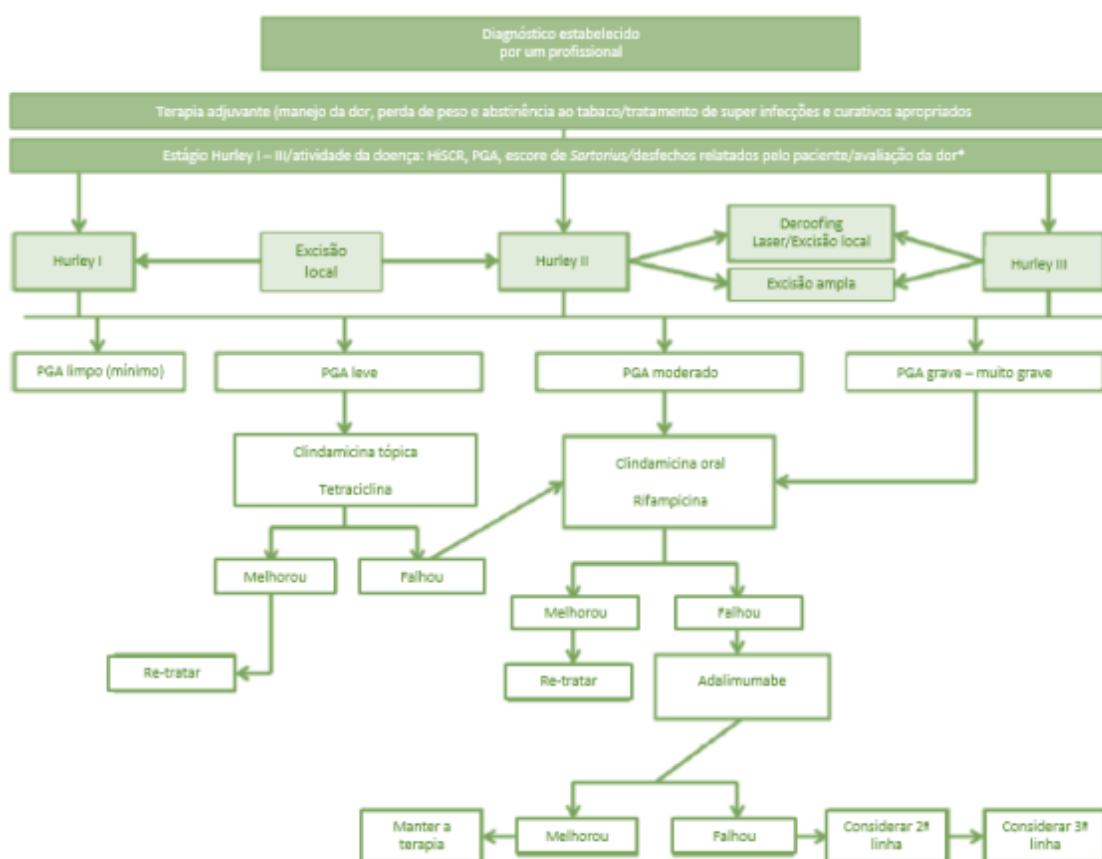 Diagnóstico estabelecido
por um profissional
Terapia adjuvante (manejo da dor, perda de peso e abstinência ao tabaco/tratamento de super infecções e curativos apropriados
Estágio Hurley I – III/atividade da doença: HiSCR, PGA, escore de Sartorius/desfechos relatados pelo paciente/avaliação da dor*
Hurley I
Excisão
local
Hurley II
Deroofing
Laser/Excisão local
Excisão ampla
Hurley III
PGA limpo (mínimo)
PGA leve
PGA moderado
PGA grave – muito grave
Clindamicina tópica
Tetraciclina
Clindamicina oral
Rifampicina
Melhorou
Falhou
Melhorou
Falhou
Re-tratar
Re-tratar
Adalimumabe
Manter a
terapia
Melhorou
Falhou
Considerar 2ª
linha
Considerar 3ª
linha